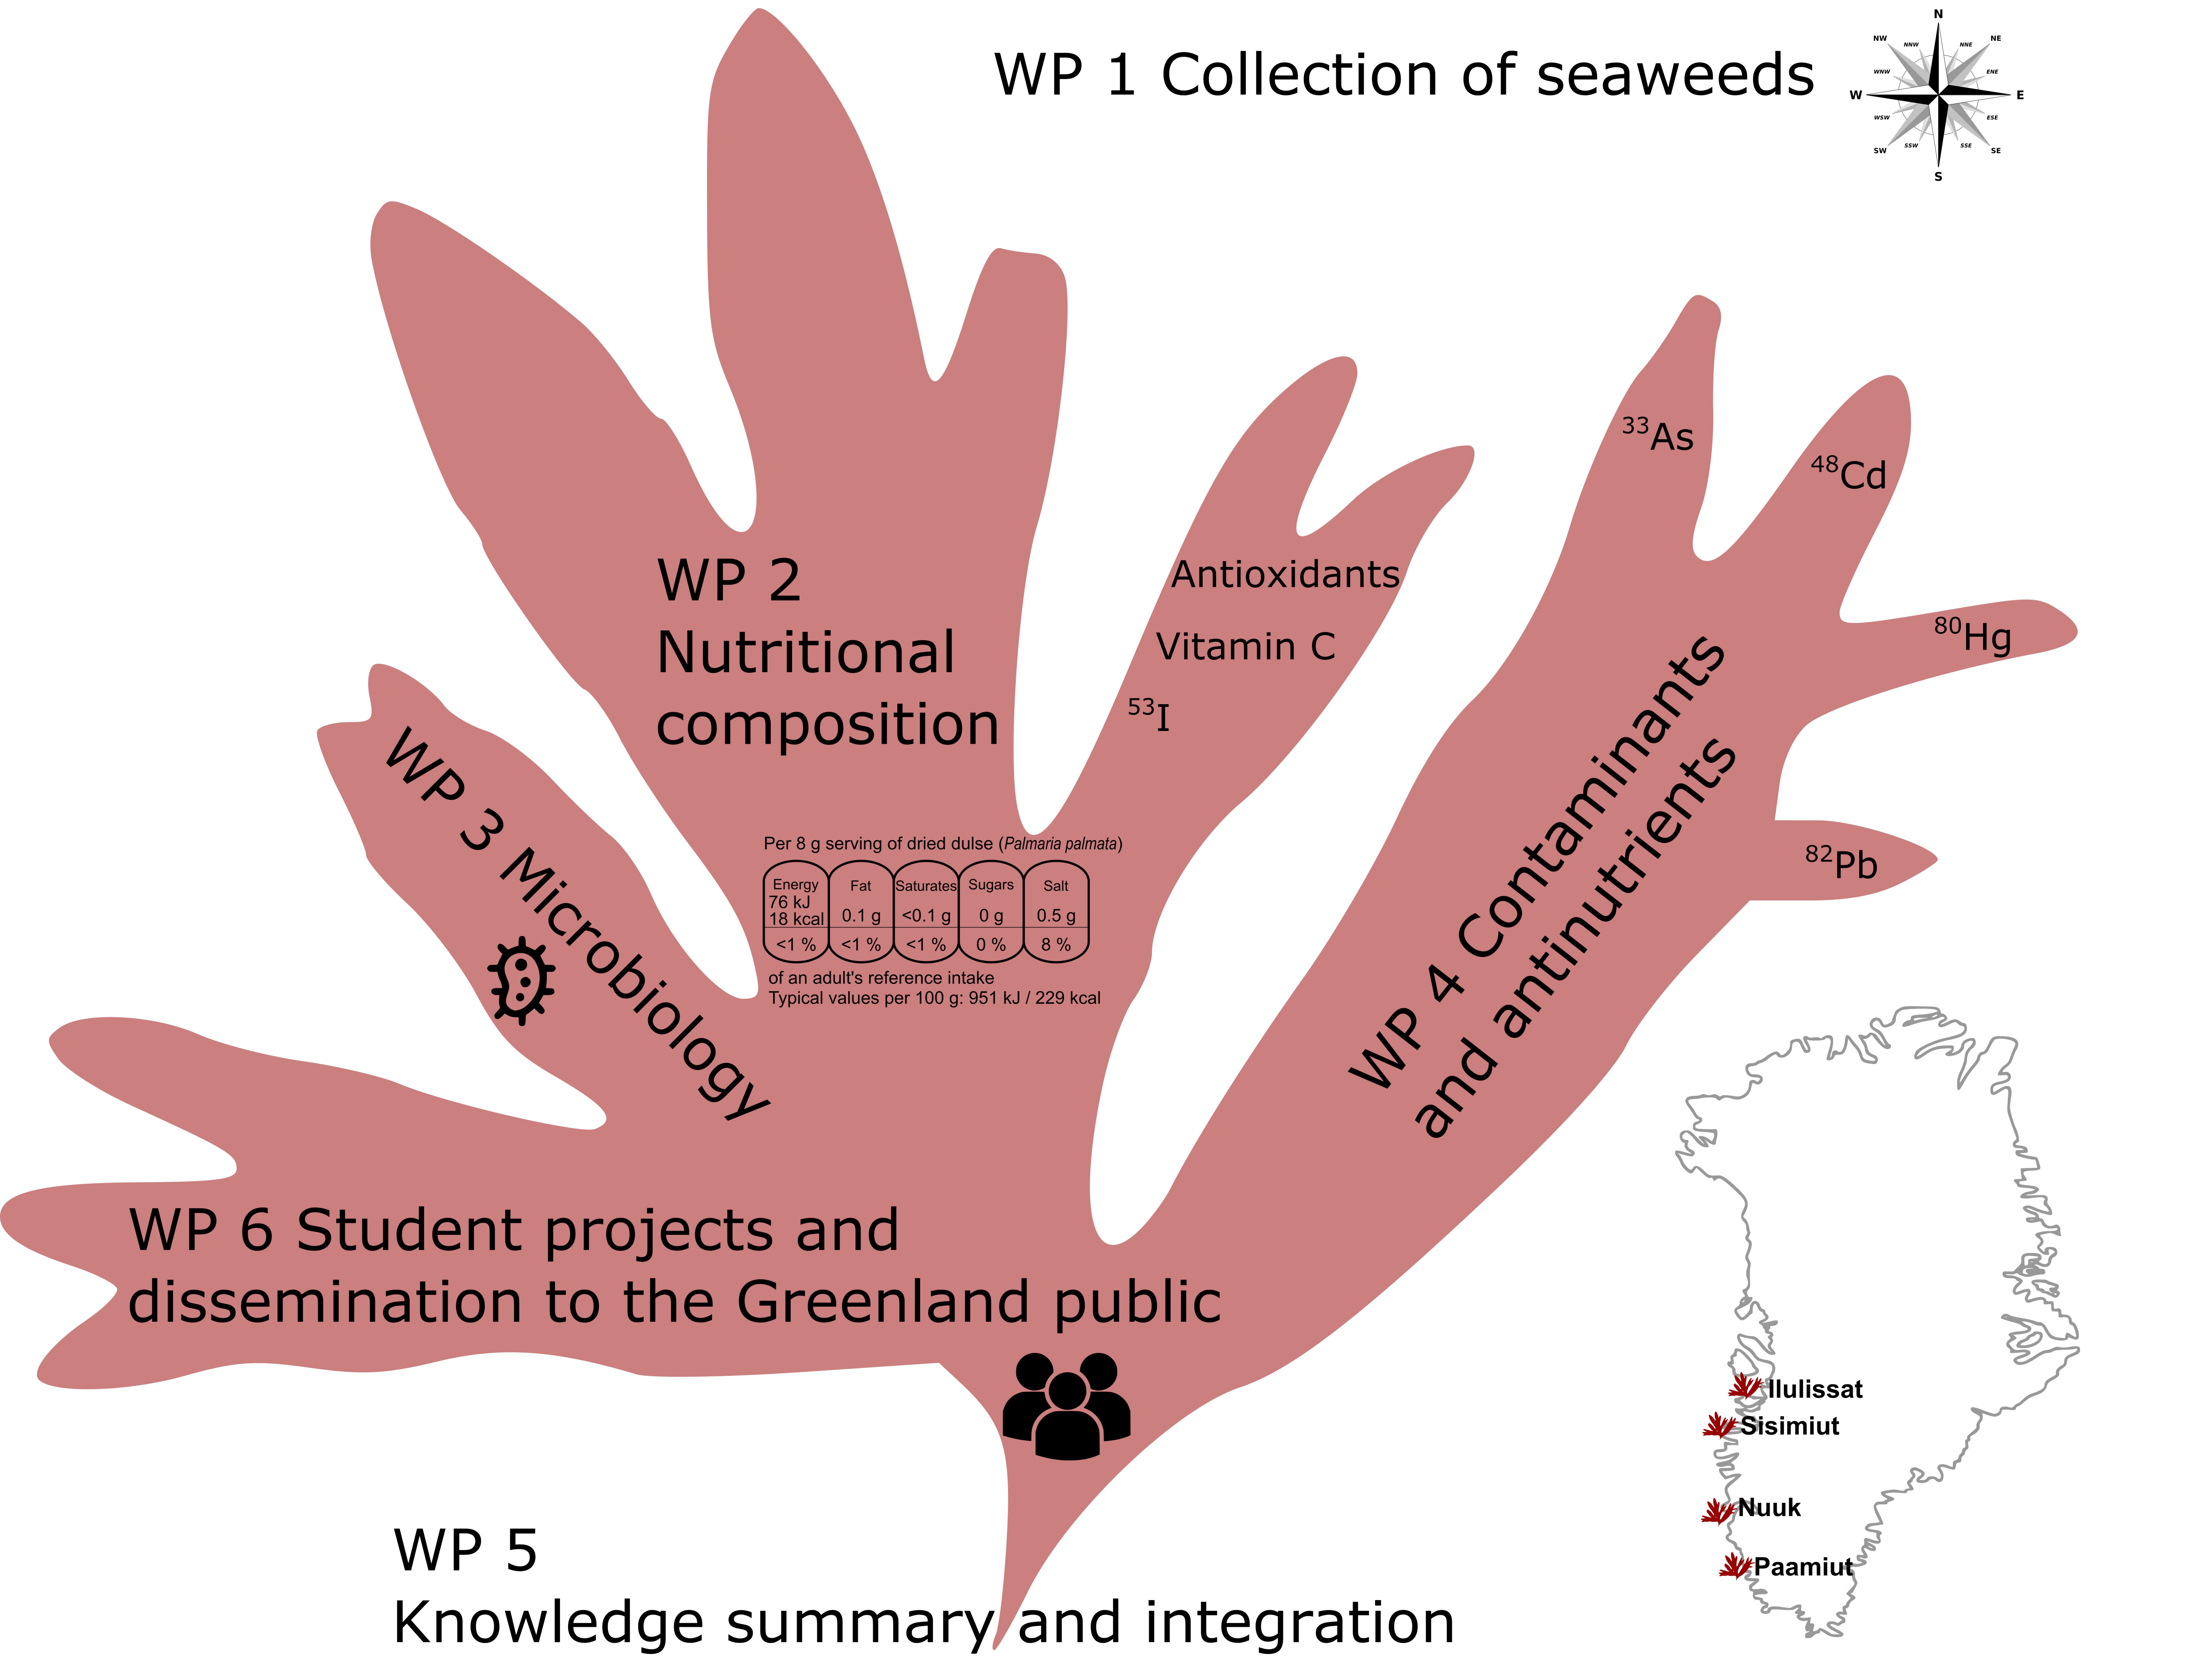 WP 1 Collection of seaweeds
N
NNW
NNE
NW
NE
WNW
ENE
W
E
WSW
ESE
SW
SE
SSW
SSE
S
WP 2
Nutritional
composition
Antioxidants
Vitamin C
⁵³I
³³As
⁴⁸Cd
⁸⁰Hg
⁸²Pb
WP 3 Microbiology
Per 8 g serving of dried dulse (Palmaria palmata)
Energy Fat Saturates Sugars Salt
76 kJ
18 kcal 0.1 g <0.1 g 0 g 0.5 g
<1 % <1 % <1 % 0 % 8 %
of an adult's reference intake
Typical values per 100 g: 951 kJ / 229 kcal
WP 4 Contaminants
and antinutrients
WP 6 Student projects and
dissemination to the Greenland public
Ilulissat
Sisimiut
Nuuk
Paamiut
WP 5
Knowledge summary and integration